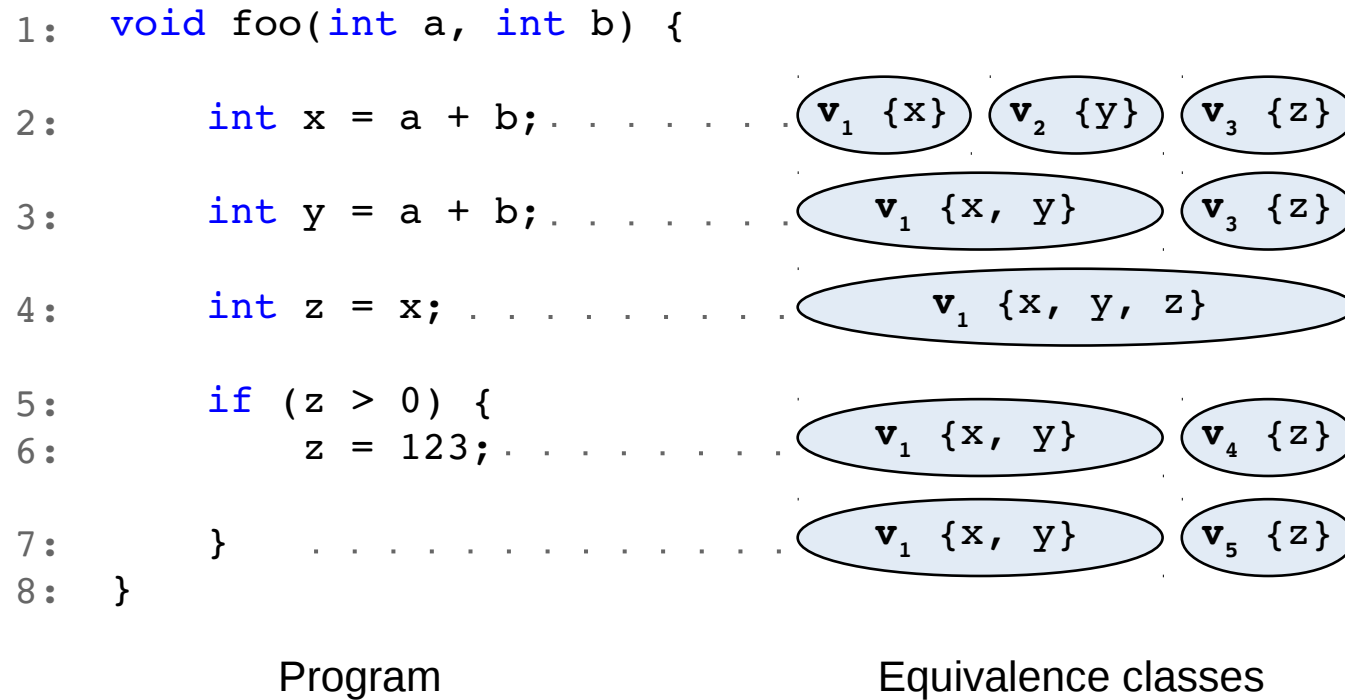 1: void foo(int a, int b) {
2: int x = a + b; v1 {x} v2 {y} v3 {z}
3: int y = a + b; v1 {x, y} v3 {z}
4: int z = x; v1 {x, y, z}
5: if (z > 0) {
6: z = 123; v1 {x, y} v4 {z}
7: } v1 {x, y} v5 {z}
8: }
Program Equivalence classes